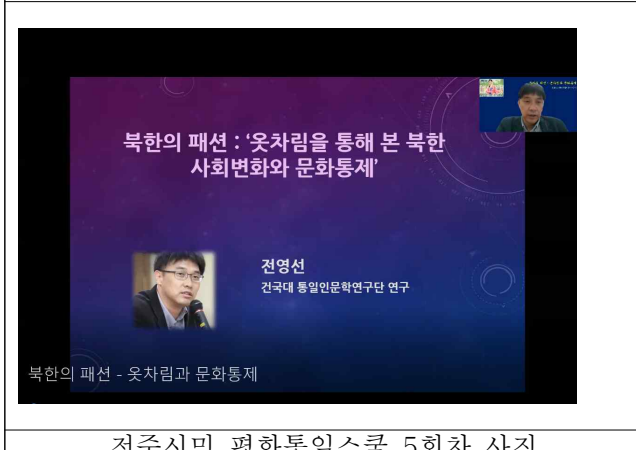 북한의 패션 : ‘옷차림을 통해 본 북한
사회변화와 문화통제’
전영선
건국대 통일인문학연구단 연구
북한의 패션 - 옷차림과 문화통제
전주시민 평화통일스쿨 5회차 사진